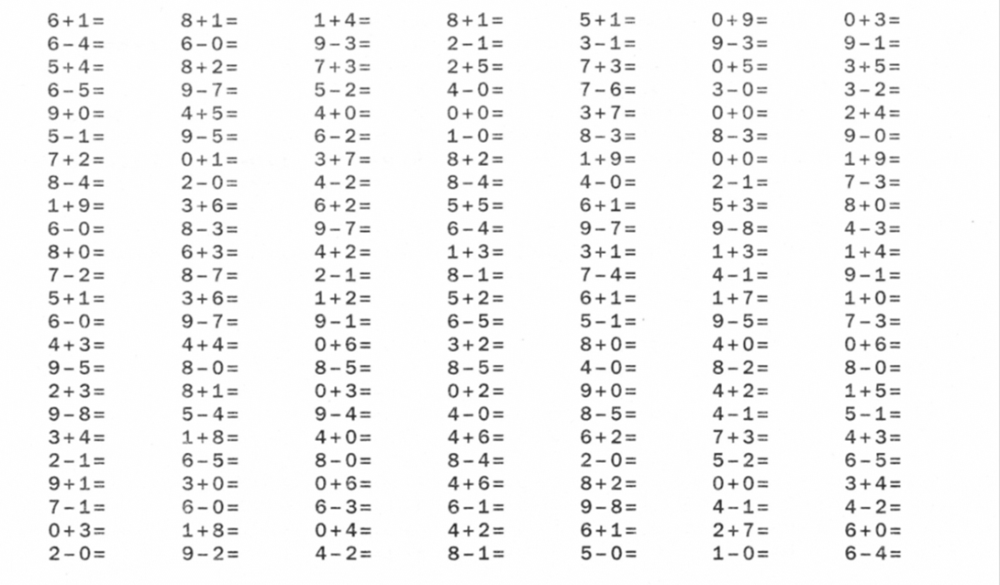 6+1= 8+1= 1+4= 8+1= 5+1= 0+9= 0+3=
6-4= 6-0= 9-3= 2-1= 3-1= 9-3= 9-1=
5+4= 8+2= 7+3= 2+5= 7+3= 0+5= 3+5=
6-5= 9-7= 5-2= 4-0= 7-6= 3-0= 3-2=
9+0= 4+5= 4+0= 0+0= 3+7= 0+0= 2+4=
5-1= 9-5= 6-2= 1-0= 8-3= 8-3= 9-0=
7+2= 0+1= 3+7= 8+2= 1+9= 0+0= 1+9=
8-4= 2-0= 4-2= 8-4= 4-0= 2-1= 7-3=
1+9= 3+6= 6+2= 5+5= 6+1= 5+3= 8+0=
6-0= 8-3= 9-7= 6-4= 9-7= 9-8= 4-3=
8+0= 6+3= 4+2= 1+3= 3+1= 1+3= 1+4=
7-2= 8-7= 2-1= 8-1= 7-4= 4-1= 9-1=
5+1= 3+6= 1+2= 5+2= 6+1= 1+7= 1+0=
6-0= 9-7= 9-1= 6-5= 5-1= 9-5= 7-3=
4+3= 4+4= 0+6= 3+2= 8+0= 4+0= 0+6=
9-5= 8-0= 8-5= 8-5= 4-0= 8-2= 8-0=
2+3= 8+1= 0+3= 0+2= 9+0= 4+2= 1+5=
9-8= 5-4= 9-4= 4-0= 8-5= 4-1= 5-1=
3+4= 1+8= 4+0= 4+6= 6+2= 7+3= 4+3=
2-1= 6-5= 8-0= 8-4= 2-0= 5-2= 6-5=
9+1= 3+0= 0+6= 4+6= 8+2= 0+0= 3+4=
7-1= 6-0= 6-3= 6-1= 9-8= 4-1= 4-2=
0+3= 1+8= 0+4= 4+2= 6+1= 2+7= 6+0=
2-0= 9-2= 4-2= 8-1= 5-0= 1-0= 6-4=